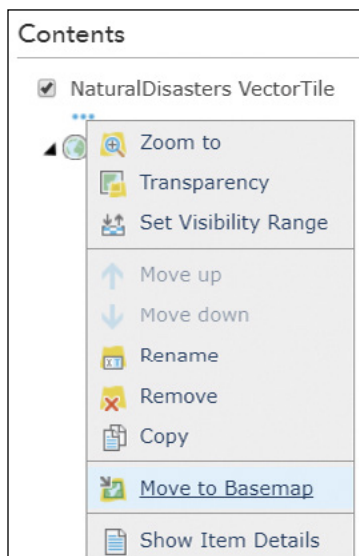 Contents
NaturalDisasters VectorTile
Zoom to
Transparency
Set Visibility Range
Move up
Move down
Rename
Remove
Copy
Move to Basemap
Show Item Details